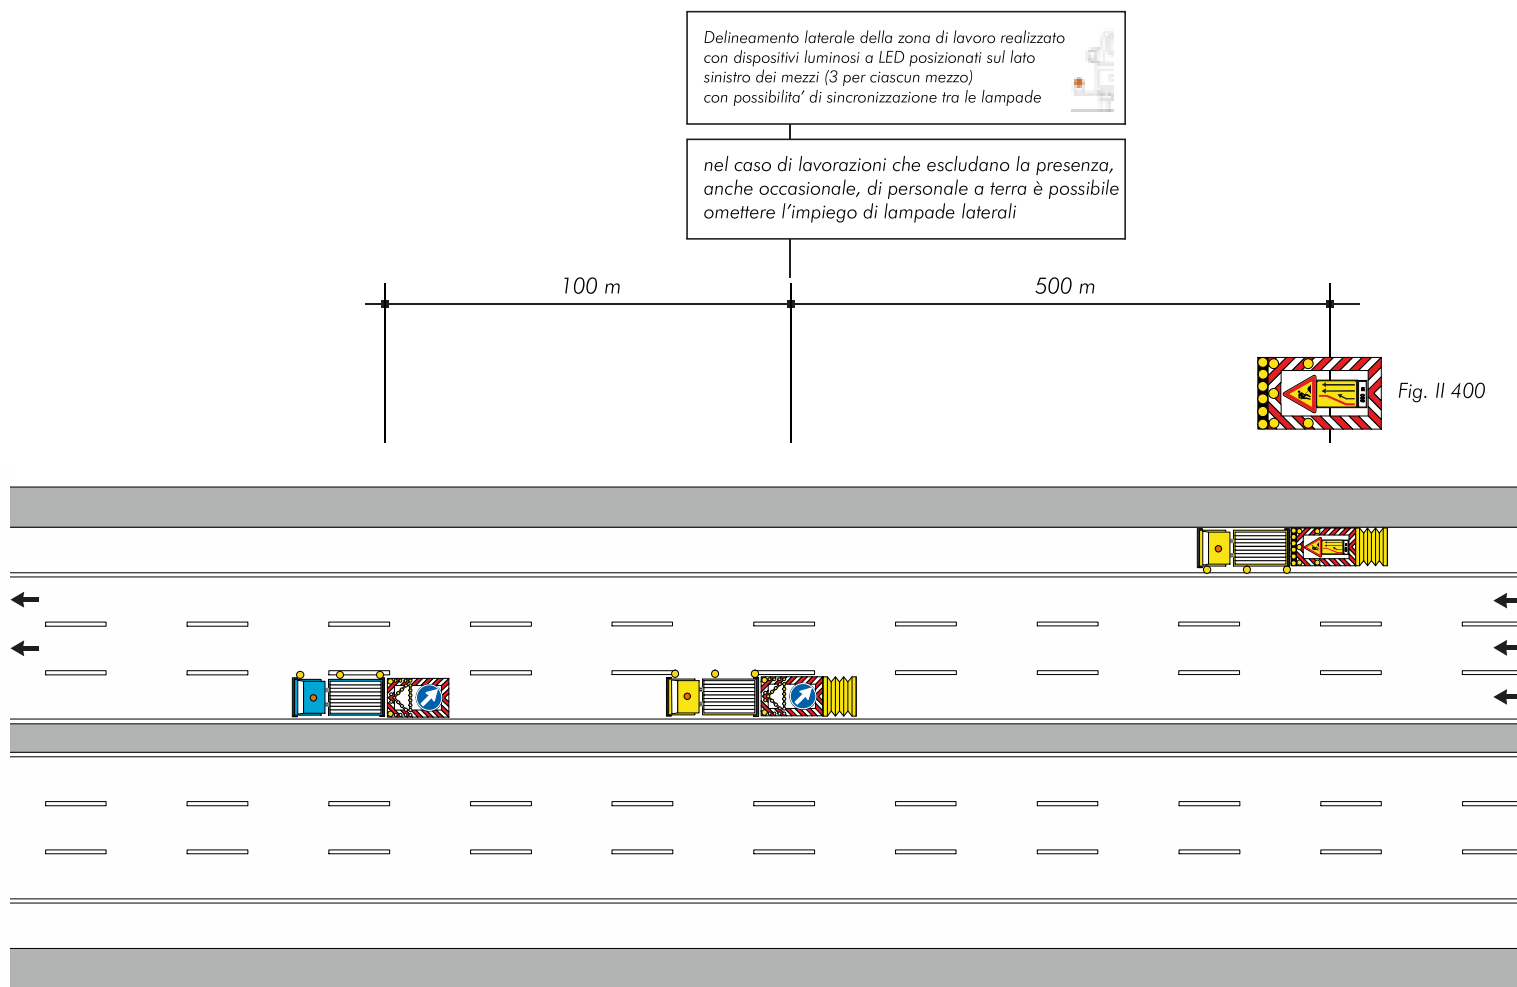 Delineamento laterale della zona di lavoro realizzato
con dispositivi luminosi a LED posizionati sul lato
sinistro dei mezzi (3 per ciascun mezzo)
con possibilita' di sincronizzazione tra le lampade
nel caso di lavorazioni che escludano la presenza,
anche occasionale, di personale a terra è possibile
omettere l'impiego di lampade laterali
100 m
500 m
Fig. II 400